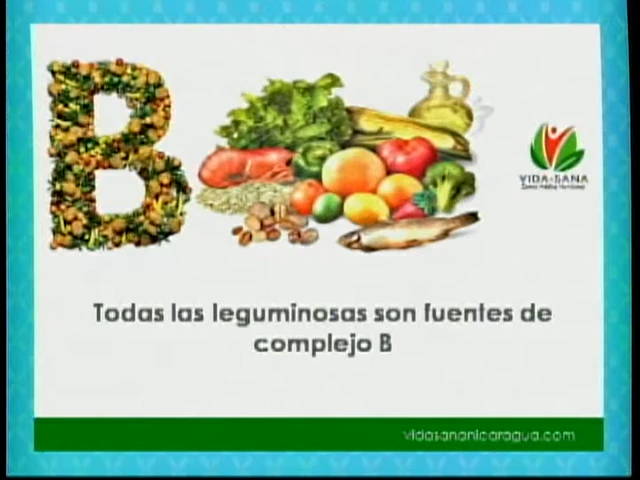 B
VIDA-SANA
Todas las leguminosas son fuentes de
complejo B
vidasananicaragua.com